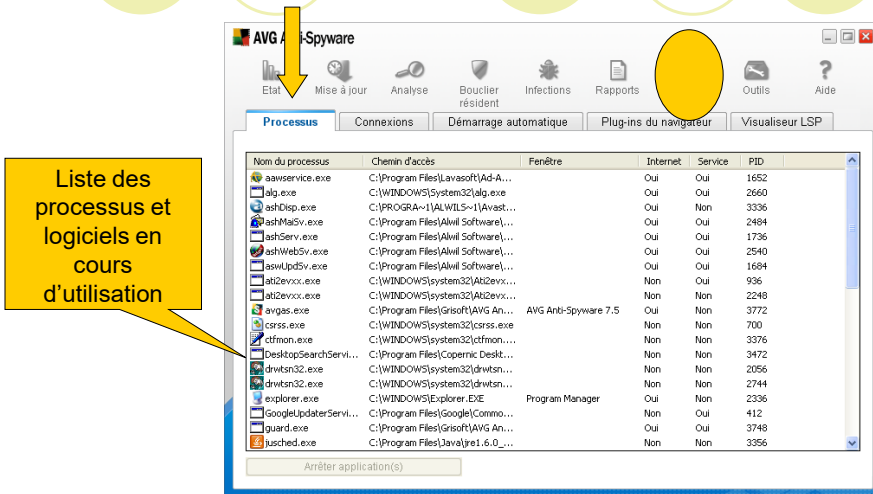 AVG Anti-Spyware
Etat Mise à jour Analyse Bouclier résident Infections Rapports Outils Aide
Processus Connexions Démarrage automatique Plug-ins du navigateur Visualiseur LSP
Liste des
processus et
logiciels en
cours
d'utilisation
Nom du processus Chemin d'accès Fenêtre Internet Service PID
aawservice.exe C:\Program Files\Lavasoft\Ad-A... Oui Oui 1652
alg.exe C:\WINDOWS\System32\alg.exe Oui Oui 2660
ashDisp.exe C:\PROGRA~1\ALWILS~1\Avast... Oui Non 3336
ashMaiSv.exe C:\Program Files\Alwil Software\... Oui Oui 2484
ashServ.exe C:\Program Files\Alwil Software\... Oui Oui 1736
ashWebSv.exe C:\Program Files\Alwil Software\... Oui Oui 2540
aswUpdSv.exe C:\Program Files\Alwil Software\... Oui Oui 1684
ati2evxx.exe C:\WINDOWS\system32\Ati2evx... Non Oui 936
ati2evxx.exe C:\WINDOWS\system32\Ati2evx... Non Non 2248
avgas.exe C:\Program Files\Grisoft\AVG An... AVG Anti-Spyware 7.5 Oui Non 3772
csrss.exe C:\WINDOWS\system32\csrss.exe Non Non 700
ctfmon.exe C:\WINDOWS\system32\ctfmon.... Non Non 3376
DesktopSearchServi... C:\Program Files\Copernic Deskt... Non Non 3472
drwtsn32.exe C:\WINDOWS\system32\drwtsn... Non Non 2056
drwtsn32.exe C:\WINDOWS\system32\drwtsn... Non Non 2744
explorer.exe C:\WINDOWS\Explorer.EXE Program Manager Oui Non 2336
GoogleUpdaterServi... C:\Program Files\Google\Commo... Non Oui 412
guard.exe C:\Program Files\Grisoft\AVG An... Oui Oui 3748
jusched.exe C:\Program Files\Java\jre1.6.0_... Non Non 3356
Arrêter application(s)